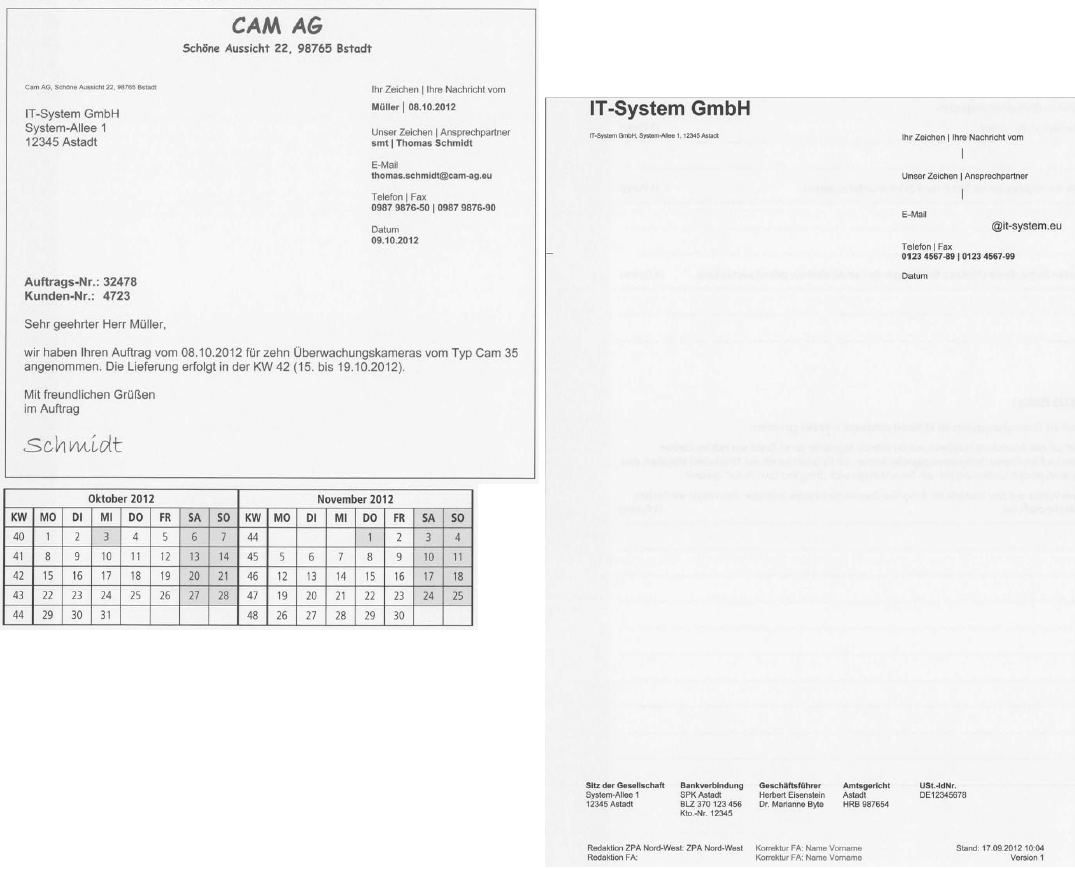 CAM AG
Schöne Aussicht 22, 98765 Bstadt
Cam AG, Schöne Aussicht 22, 98765 Bstadt
IT-System GmbH
System-Allee 1
12345 Astadt
Ihr Zeichen | Ihre Nachricht vom
Müller | 08.10.2012
Unser Zeichen | Ansprechpartner
smt | Thomas Schmidt
E-Mail
thomas.schmidt@cam-ag.eu
Telefon | Fax
0987 9876-50 | 0987 9876-90
Datum
09.10.2012
Auftrags-Nr.: 32478
Kunden-Nr.: 4723
Sehr geehrter Herr Müller,
wir haben Ihren Auftrag vom 08.10.2012 für zehn Überwachungskameras vom Typ Cam 35
angenommen. Die Lieferung erfolgt in der KW 42 (15. bis 19.10.2012).
Mit freundlichen Grüßen
im Auftrag
Schmidt
Oktober 2012 November 2012
KW MO DI MI DO FR SA SO KW MO DI MI DO FR SA SO
40 1 2 3 4 5 6 7 44 1 2 3 4
41 8 9 10 11 12 13 14 45 5 6 7 8 9 10 11
42 15 16 17 18 19 20 21 46 12 13 14 15 16 17 18
43 22 23 24 25 26 27 28 47 19 20 21 22 23 24 25
44 29 30 31 48 26 27 28 29 30
IT-System GmbH
IT-System GmbH, System-Allee 1, 12345 Astadt
Ihr Zeichen | Ihre Nachricht vom
|
Unser Zeichen | Ansprechpartner
|
E-Mail
@it-system.eu
Telefon | Fax
0123 4567-89 | 0123 4567-99
Datum
Sitz der Gesellschaft Bankverbindung Geschäftsführer Amtsgericht USt.-IdNr.
System-Allee 1 SPK Astadt Herbert Eisenstein Astadt DE12345678
12345 Astadt BLZ 370 123 456 Dr. Marianne Byte HRB 987654
Kto.-Nr. 12345
Redaktion ZPA Nord-West: ZPA Nord-West Korrektur FA: Name Vorname Stand: 17.09.2012 10:04
Redaktion FA: Korrektur FA: Name Vorname Version 1